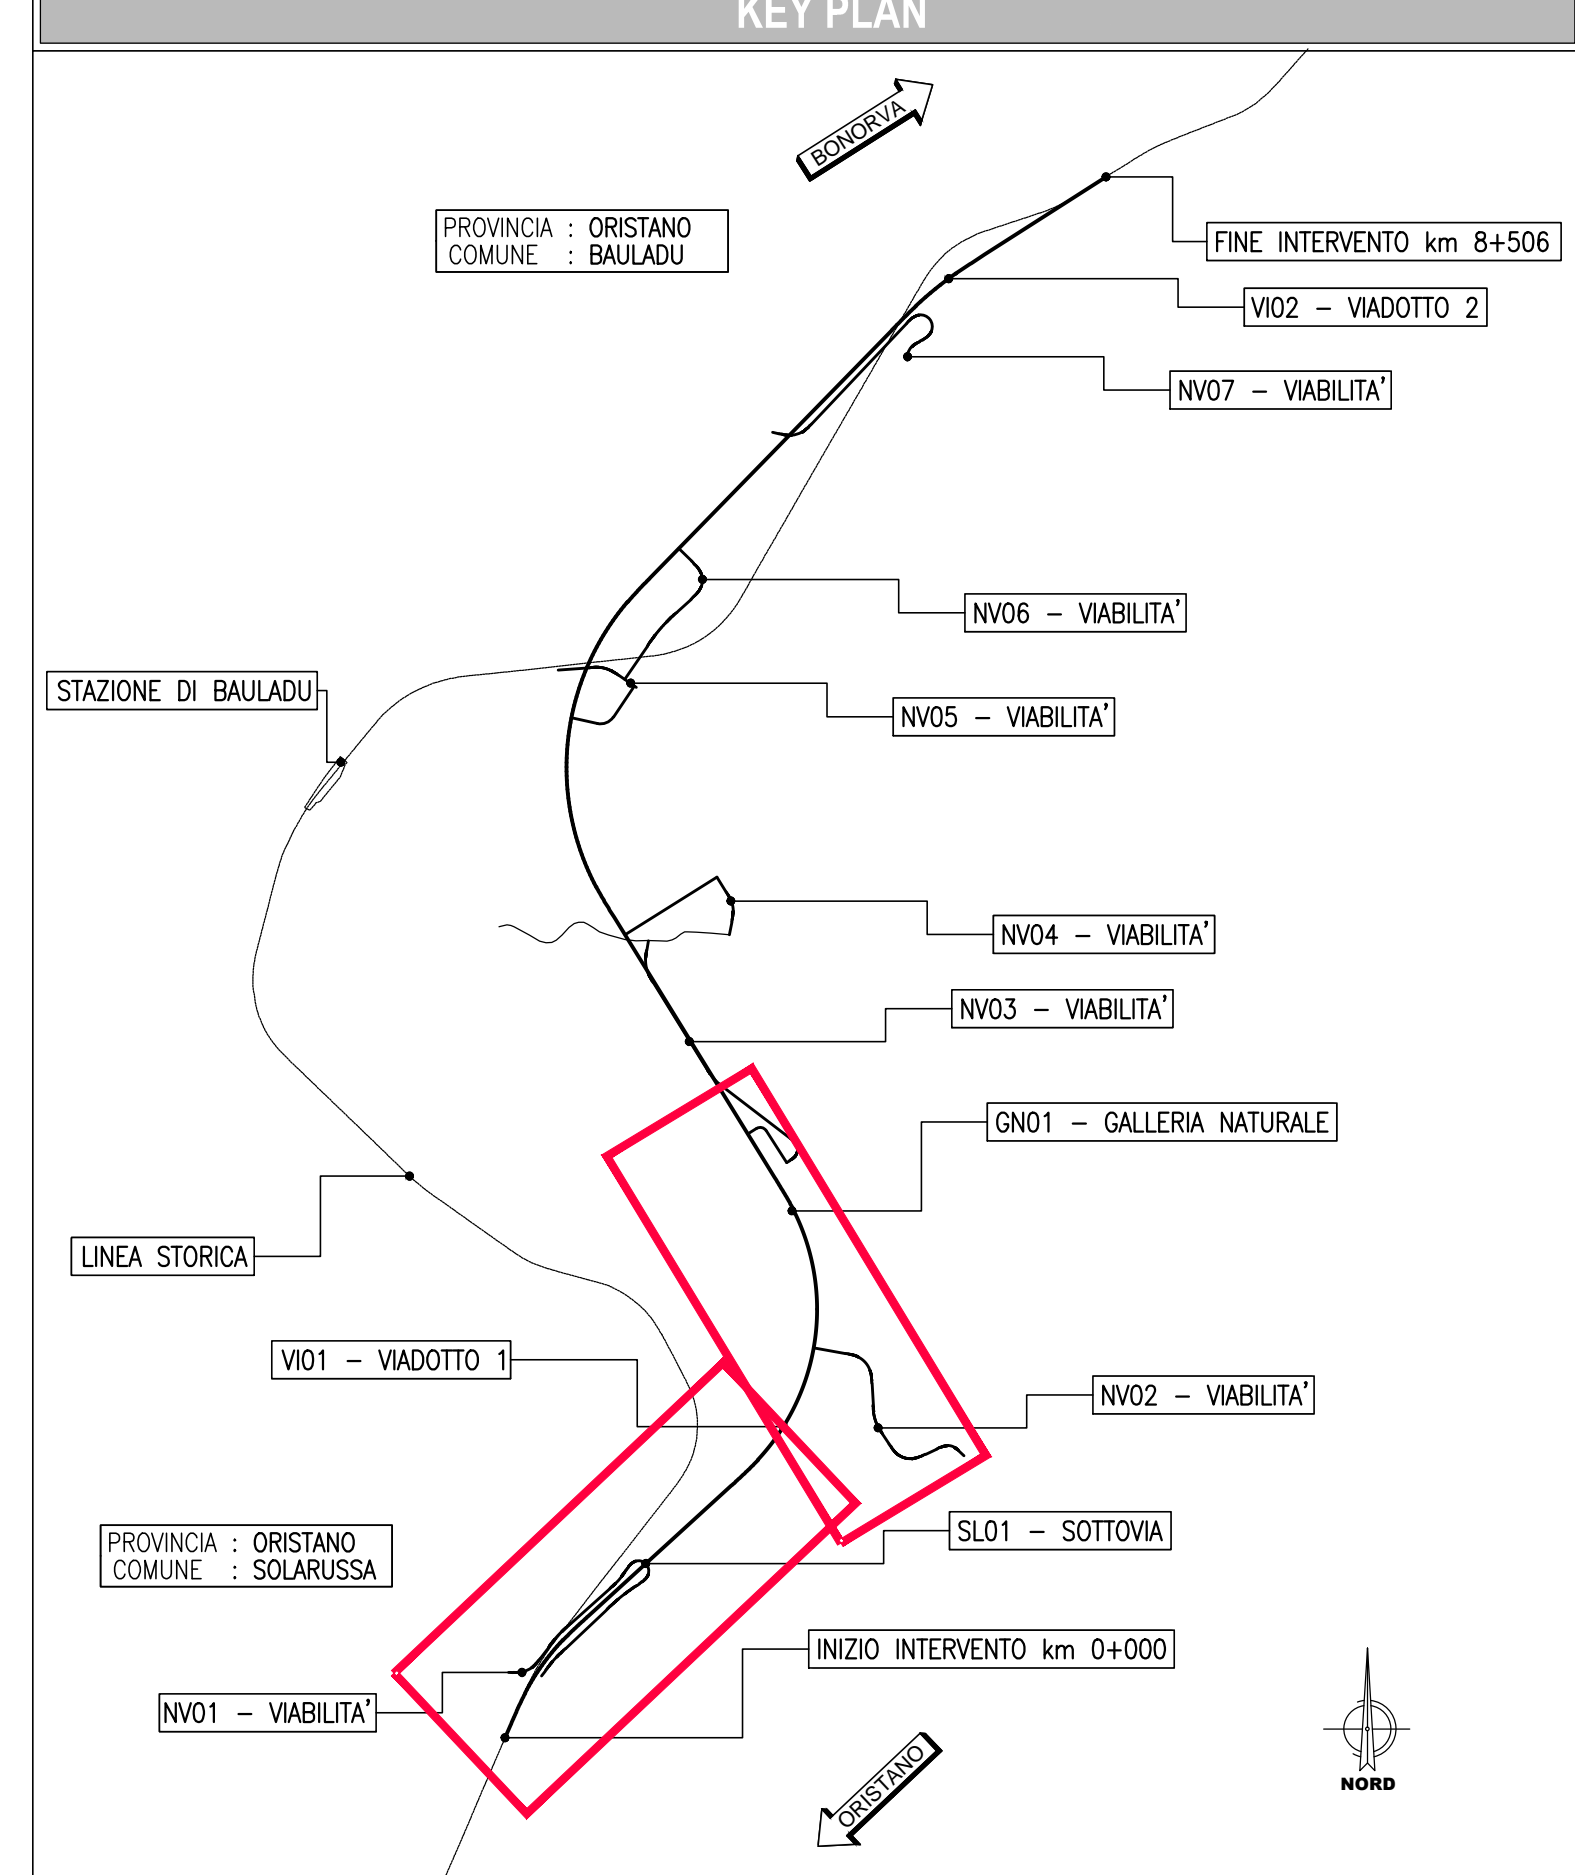 KEY PLAN
BONORVA
PROVINCIA : ORISTANO
COMUNE : BAULADU
FINE INTERVENTO km 8+506
VI02 – VIADOTTO 2
NV07 – VIABILITA'
NV06 – VIABILITA'
STAZIONE DI BAULADU
NV05 – VIABILITA'
NV04 – VIABILITA'
NV03 – VIABILITA'
GN01 – GALLERIA NATURALE
LINEA STORICA
VI01 – VIADOTTO 1
NV02 – VIABILITA'
SL01 – SOTTOVIA
PROVINCIA : ORISTANO
COMUNE : SOLARUSSA
INIZIO INTERVENTO km 0+000
NV01 – VIABILITA'
ORISTANO
NORD